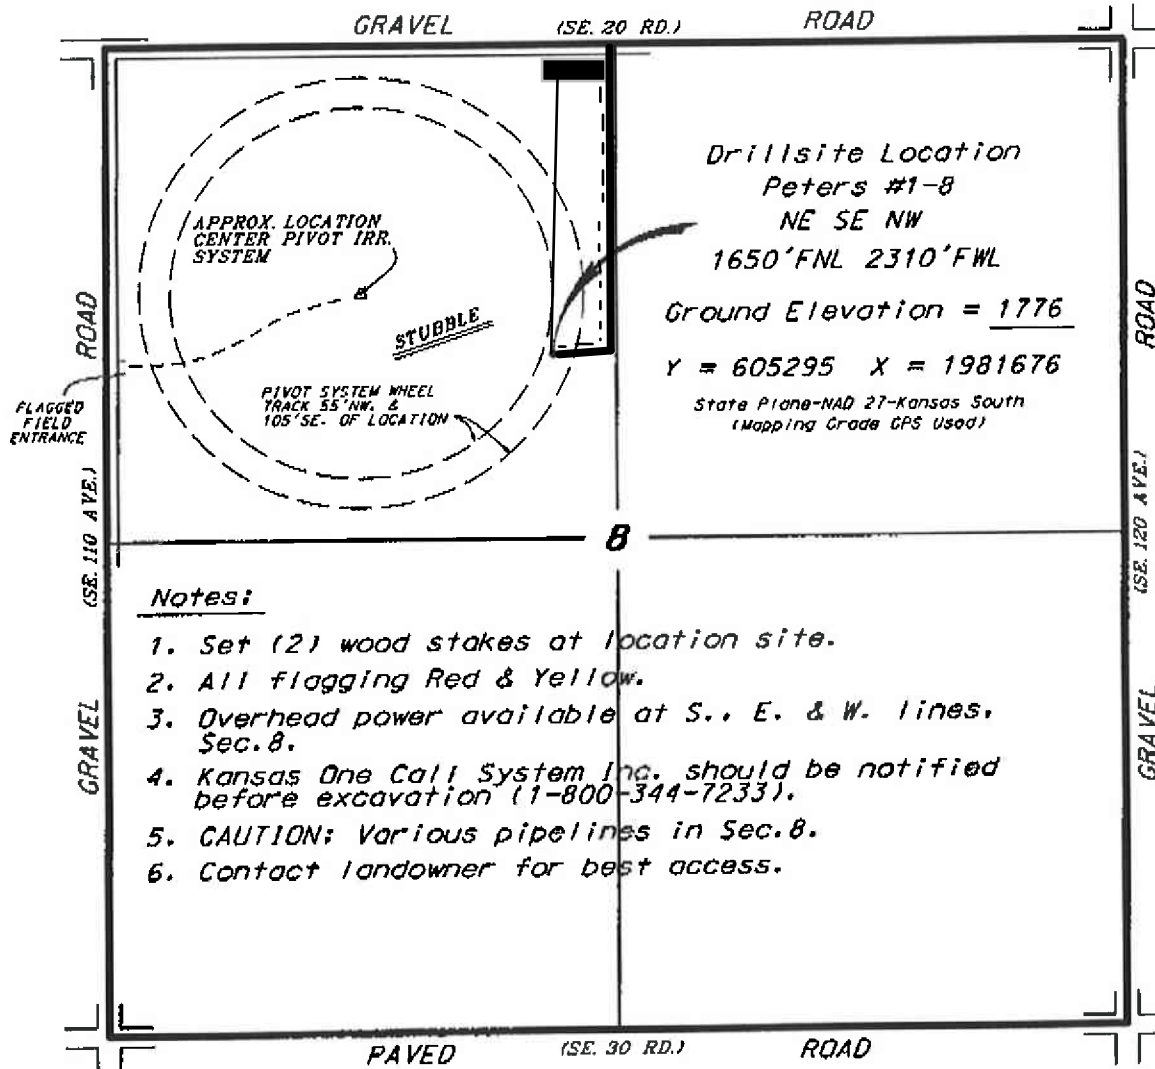 GRAVEL (SE. 20 RD.) ROAD
Drillsite Location
Peters #1-8
NE SE NW
1650'FNL 2310'FWL
Ground Elevation = 1776
Y = 605295 X = 1981676
State Plane-NAD 27-Kansas South
(Mapping Grade GPS Used)
APPROX. LOCATION
CENTER PIVOT IRR.
SYSTEM
STUBBLE
PIVOT SYSTEM WHEEL
TRACK 55'NW. &
105'SE. OF LOCATION
FLAGGED
FIELD
ENTRANCE
ROAD
(SE. 110 AVE.)
GRAVEL
ROAD
(SE. 120 AVE.)
GRAVEL
8
Notes:
1. Set (2) wood stakes at location site.
2. All flagging Red & Yellow.
3. Overhead power available at S., E. & W. lines,
Sec.8.
4. Kansas One Call System Inc. should be notified
before excavation (1-800-344-7233).
5. CAUTION: Various pipelines in Sec.8.
6. Contact landowner for best access.
PAVED (SE. 30 RD.) ROAD